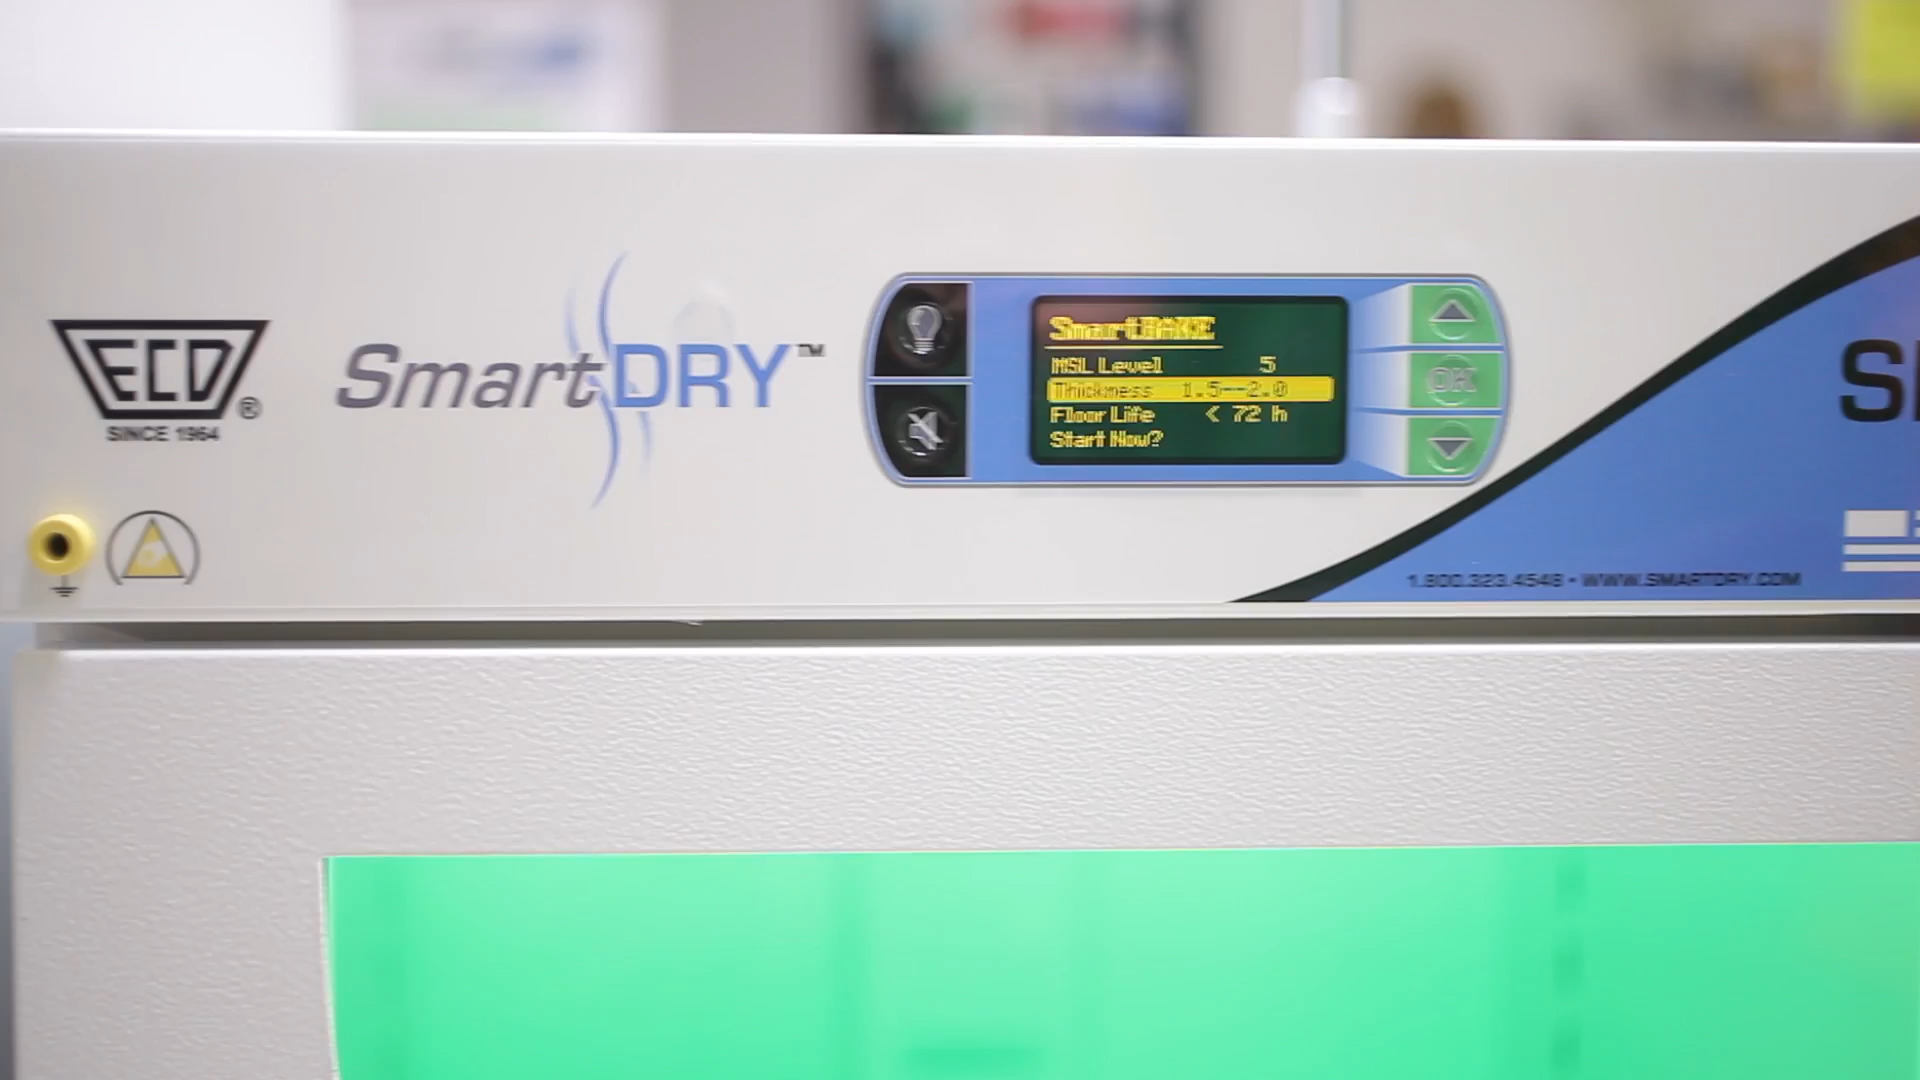 ECD®
SINCE 1964
SmartDRY™
SmartBAKE
MSL Level 5
Thickness 1.5--2.0
Floor Life < 72 h
Start Now?
OK
1.800.323.4548 • WWW.SMARTDRY.COM